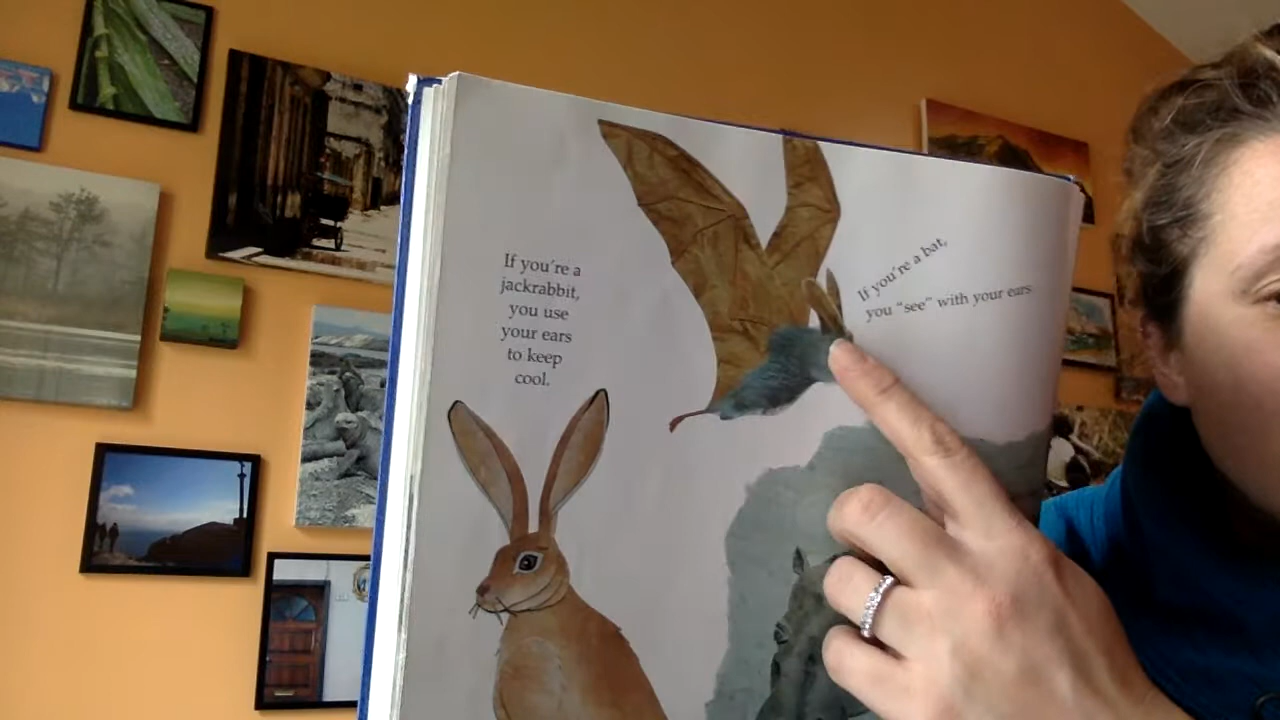 If you're a
jackrabbit,
you use
your ears
to keep
cool.
If you're a bat,
you "see" with your ears.